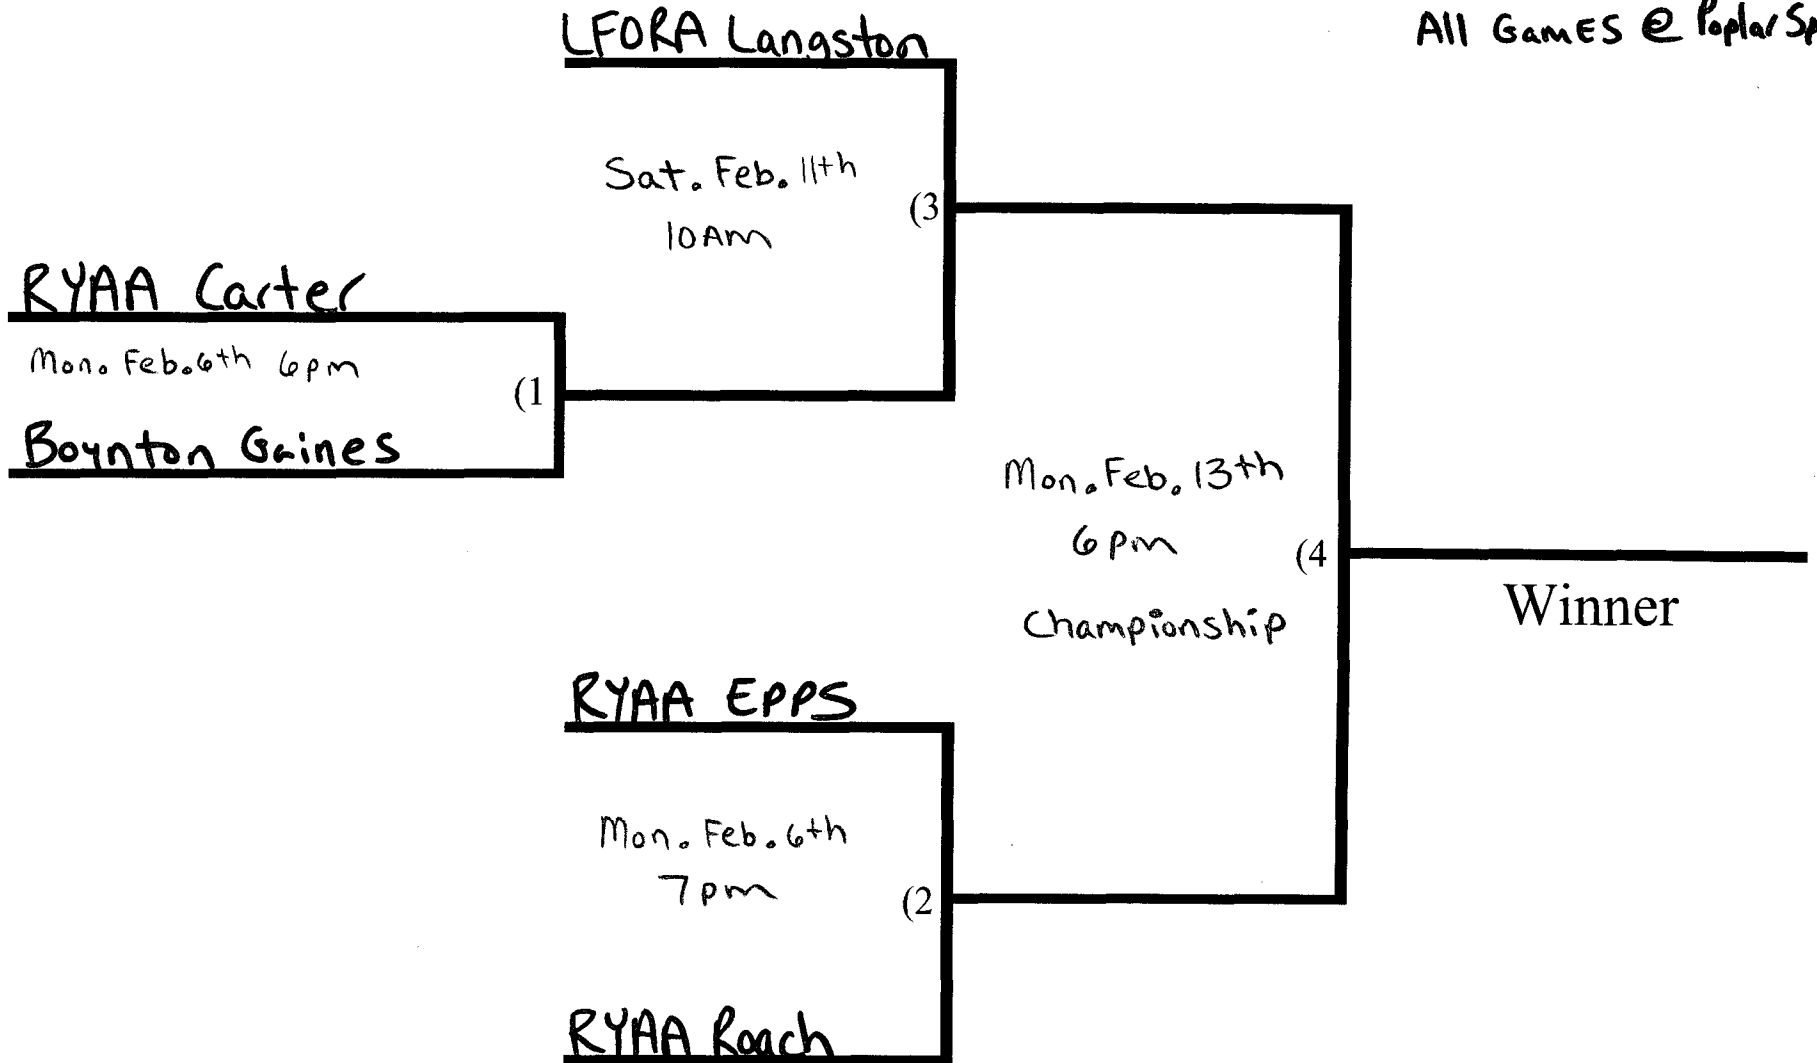 LFORA Langston
All GamES @ Poplar
Sat. Feb. 11th
10AM
(3
RYAA Carter
Mon. Feb. 6th 6pm
(1
Boynton Gaines
Mon. Feb. 13th
6pm
(4
Championship
Winner
RYAA EPPS
Mon. Feb. 6th
7pm
(2
RYAA Roach